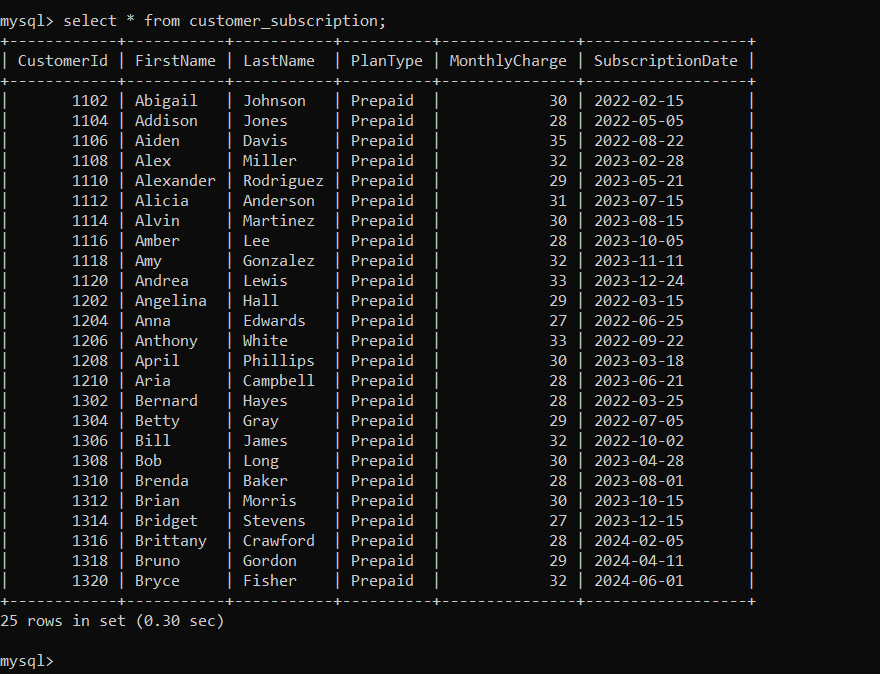 mysql> select * from customer_subscription;
+------------+-----------+-----------+----------+---------------+------------------+
| CustomerId | FirstName | LastName  | PlanType | MonthlyCharge | SubscriptionDate |
+------------+-----------+-----------+----------+---------------+------------------+
|       1102 | Abigail   | Johnson   | Prepaid  |            30 | 2022-02-15       |
|       1104 | Addison   | Jones     | Prepaid  |            28 | 2022-05-05       |
|       1106 | Aiden     | Davis     | Prepaid  |            35 | 2022-08-22       |
|       1108 | Alex      | Miller    | Prepaid  |            32 | 2023-02-28       |
|       1110 | Alexander | Rodriguez | Prepaid  |            29 | 2023-05-21       |
|       1112 | Alicia    | Anderson  | Prepaid  |            31 | 2023-07-15       |
|       1114 | Alvin     | Martinez  | Prepaid  |            30 | 2023-08-15       |
|       1116 | Amber     | Lee       | Prepaid  |            28 | 2023-10-05       |
|       1118 | Amy       | Gonzalez  | Prepaid  |            32 | 2023-11-11       |
|       1120 | Andrea    | Lewis     | Prepaid  |            33 | 2023-12-24       |
|       1202 | Angelina  | Hall      | Prepaid  |            29 | 2022-03-15       |
|       1204 | Anna      | Edwards   | Prepaid  |            27 | 2022-06-25       |
|       1206 | Anthony   | White     | Prepaid  |            33 | 2022-09-22       |
|       1208 | April     | Phillips  | Prepaid  |            30 | 2023-03-18       |
|       1210 | Aria      | Campbell  | Prepaid  |            28 | 2023-06-21       |
|       1302 | Bernard   | Hayes     | Prepaid  |            28 | 2022-03-25       |
|       1304 | Betty     | Gray      | Prepaid  |            29 | 2022-07-05       |
|       1306 | Bill      | James     | Prepaid  |            32 | 2022-10-02       |
|       1308 | Bob       | Long      | Prepaid  |            30 | 2023-04-28       |
|       1310 | Brenda    | Baker     | Prepaid  |            28 | 2023-08-01       |
|       1312 | Brian     | Morris    | Prepaid  |            30 | 2023-10-15       |
|       1314 | Bridget   | Stevens   | Prepaid  |            27 | 2023-12-15       |
|       1316 | Brittany  | Crawford  | Prepaid  |            28 | 2024-02-05       |
|       1318 | Bruno     | Gordon    | Prepaid  |            29 | 2024-04-11       |
|       1320 | Bryce     | Fisher    | Prepaid  |            32 | 2024-06-01       |
+------------+-----------+-----------+----------+---------------+------------------+
25 rows in set (0.30 sec)
mysql>